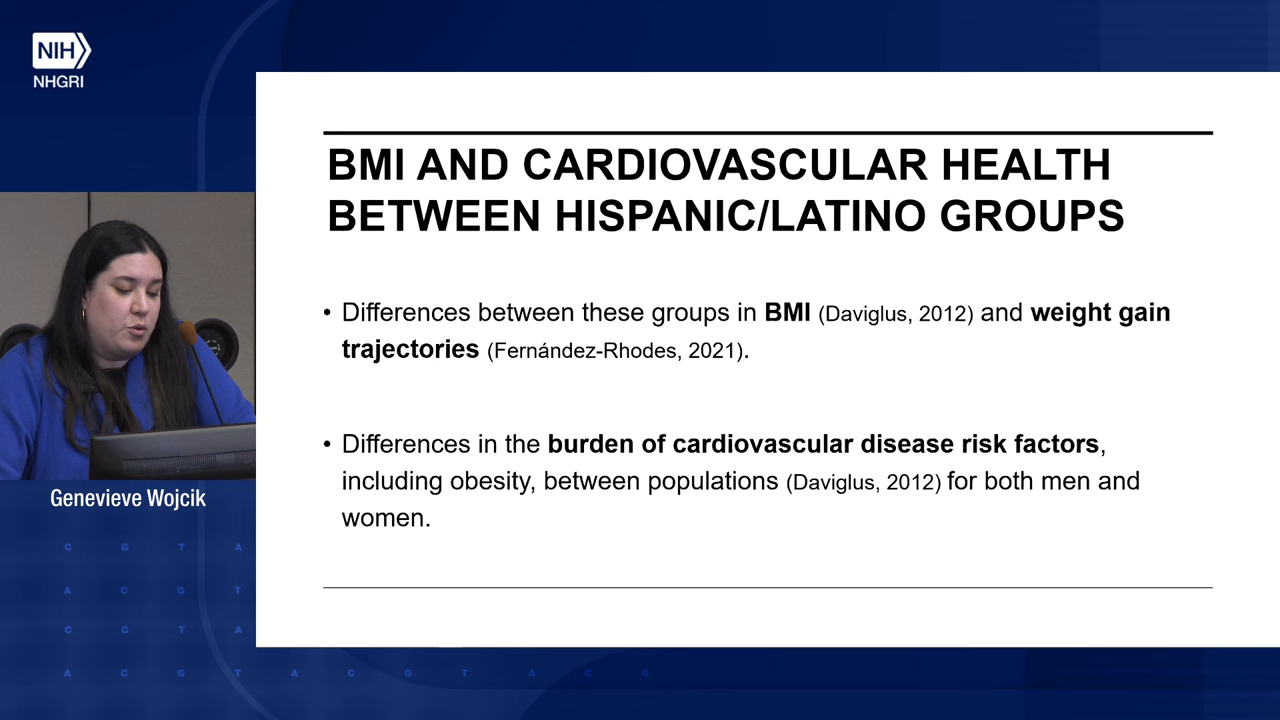 NIH
NHGRI
BMI AND CARDIOVASCULAR HEALTH
BETWEEN HISPANIC/LATINO GROUPS
• Differences between these groups in BMI (Daviglus, 2012) and weight gain
trajectories (Fernández-Rhodes, 2021).
• Differences in the burden of cardiovascular disease risk factors,
including obesity, between populations (Daviglus, 2012) for both men and
women.
Genevieve Wojcik
C G T A
A C G T
C G T A
A C G T A C G T A C G